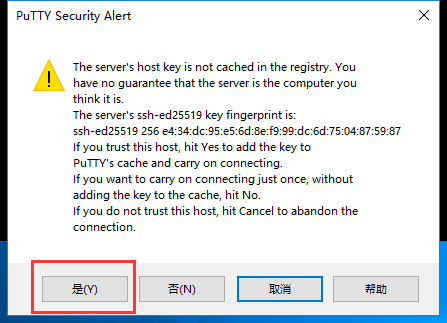 PuTTY Security Alert
The server's host key is not cached in the registry. You
have no guarantee that the server is the computer you
think it is.
The server's ssh-ed25519 key fingerprint is:
ssh-ed25519 256 e4:34:dc:95:e5:6d:8e:f9:99:dc:6d:75:04:87:59:87
If you trust this host, hit Yes to add the key to
PuTTY's cache and carry on connecting.
If you want to carry on connecting just once, without
adding the key to the cache, hit No.
If you do not trust this host, hit Cancel to abandon the
connection.
是(Y) 否(N) 取消 帮助